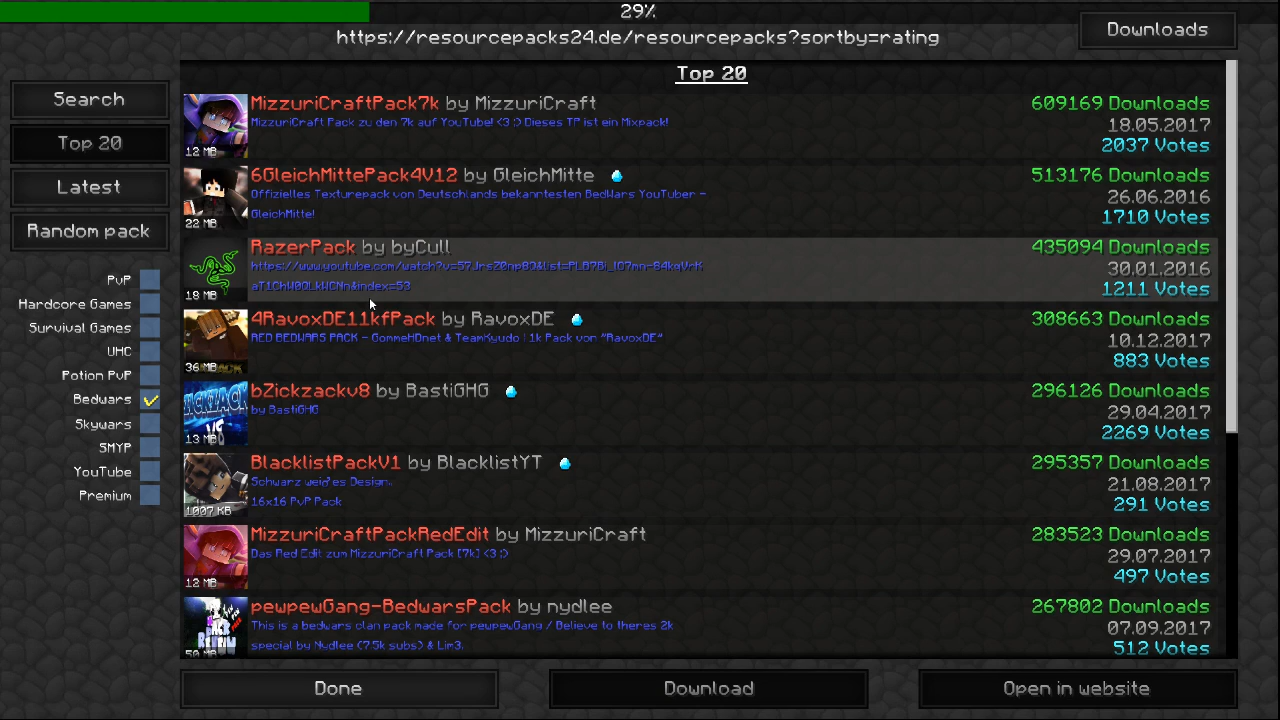 29%
https://resourcepacks24.de/resourcepacks?sortby=rating
Downloads
Top 20
Search
Top 20
Latest
Random pack
PvP
Hardcore Games
Survival Games
UHC
Potion PvP
Bedwars
Skywars
SMYP
YouTube
Premium
MizzuriCraftPack7k by MizzuriCraft
MizzuriCraft Pack zu den 7k auf YouTube! <3 :) Dieses TP ist ein Mixpack!
12 MB
609169 Downloads
18.05.2017
2037 Votes
6GleichMittePack4V12 by GleichMitte
Offizielles Texturepack von Deutschlands bekanntesten BedWars YouTuber -
GleichMitte!
22 MB
513176 Downloads
26.06.2016
1710 Votes
RazerPack by byCull
18 MB
435094 Downloads
30.01.2016
1211 Votes
4RavoxDE11kfPack by RavoxDE
RED BEDWARS PACK - GommeHDnet & TeamKyudo | 1k Pack von "RavoxDE"
36 MB
308663 Downloads
10.12.2017
883 Votes
bZickzackv8 by BastiGHG
by BastiGHG
13 MB
296126 Downloads
29.04.2017
2269 Votes
BlacklistPackV1 by BlacklistYT
Schwarz weißes Design.
16x16 PvP Pack
1007 KB
295357 Downloads
21.08.2017
291 Votes
MizzuriCraftPackRedEdit by MizzuriCraft
Das Red Edit zum MizzuriCraft Pack [7k] <3 :)
12 MB
283523 Downloads
29.07.2017
497 Votes
pewpewGang-BedwarsPack by nydlee
This is a bedwars clan pack made for pewpewGang / Believe to theres 2k
special by Nydlee (7.5k subs) & Lim3.
50 MB
267802 Downloads
07.09.2017
512 Votes
Done
Download
Open in website